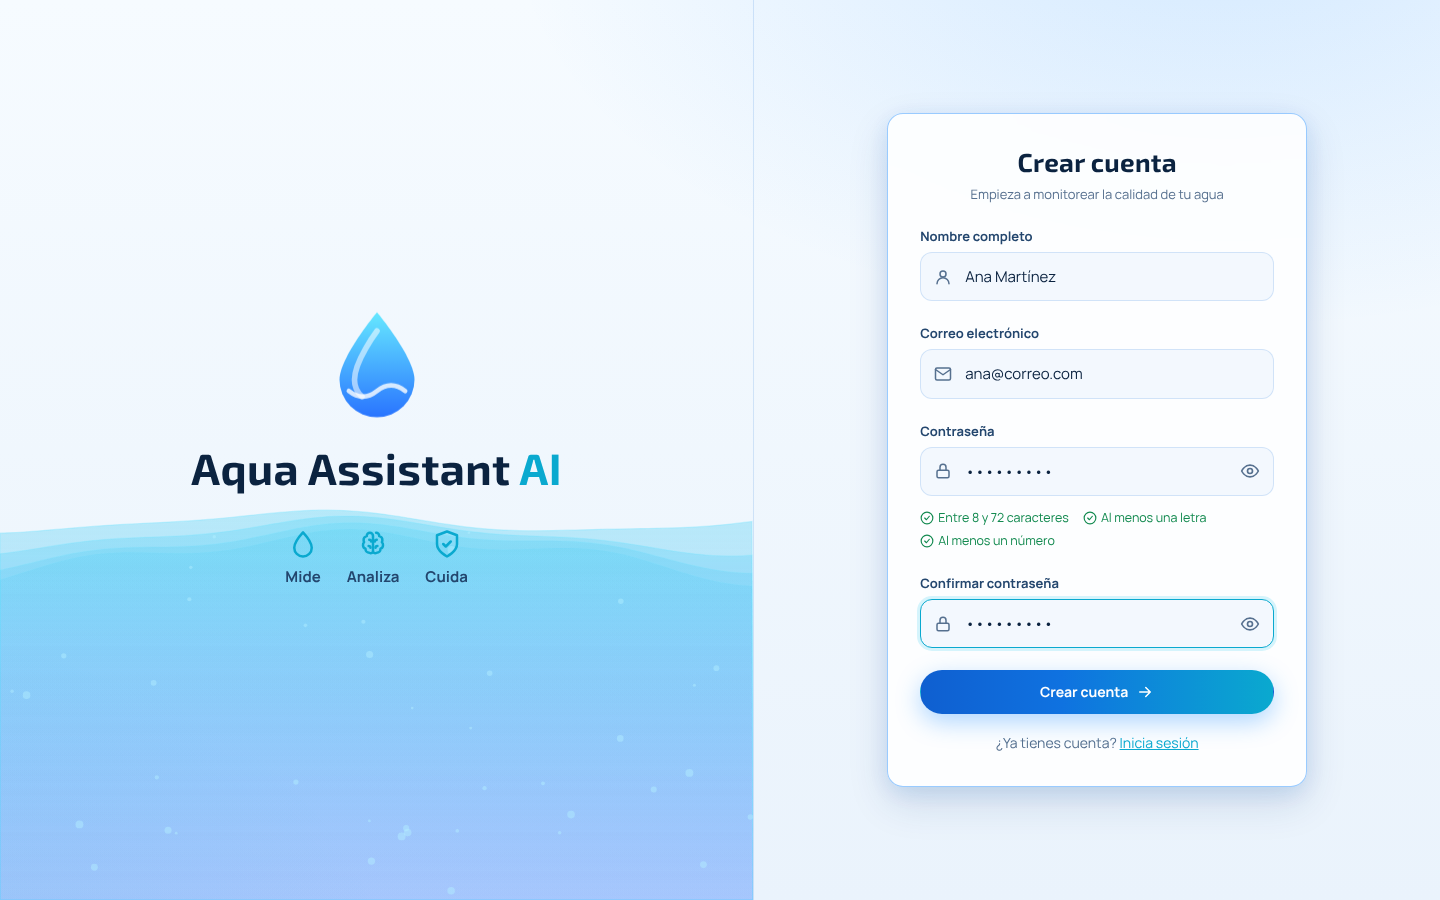 Aqua Assistant AI
Mide Analiza Cuida
Crear cuenta
Empieza a monitorear la calidad de tu agua
Nombre completo
Ana Martínez
Correo electrónico
ana@correo.com
Contraseña
•••••••••
Entre 8 y 72 caracteres Al menos una letra
Al menos un número
Confirmar contraseña
•••••••••
Crear cuenta →
¿Ya tienes cuenta? Inicia sesión